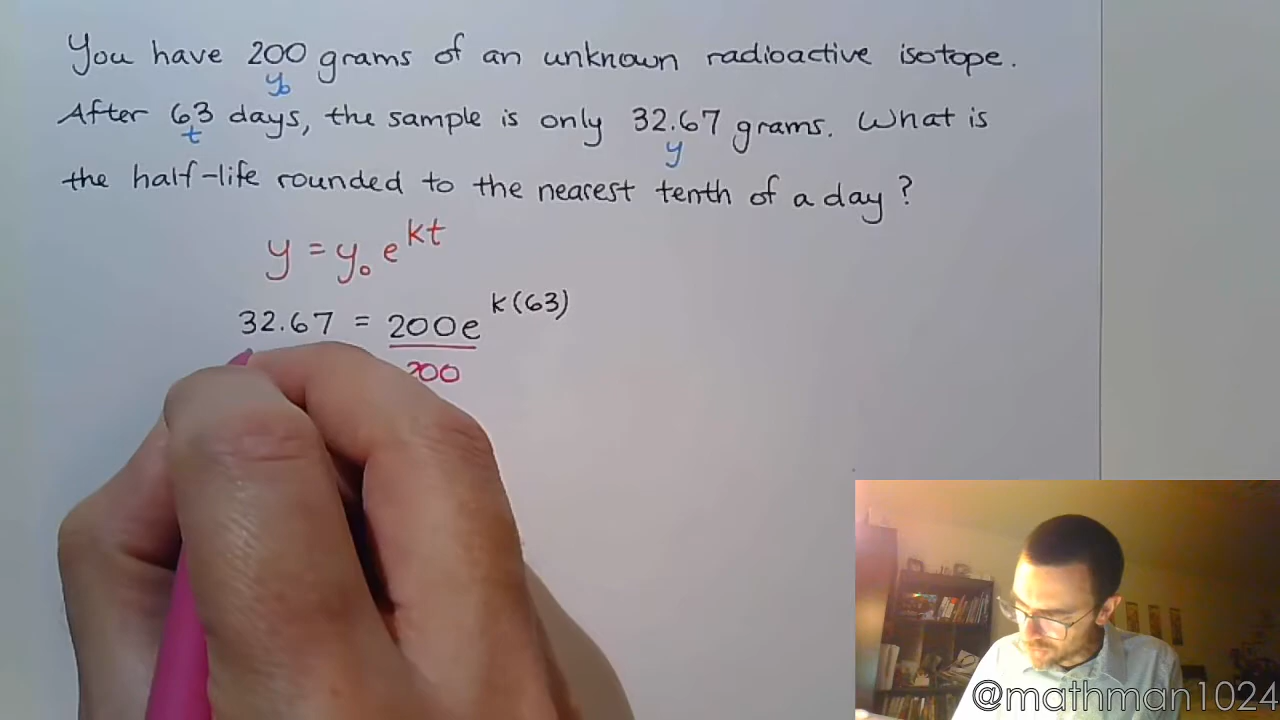 You have 200 grams of an unknown radioactive isotope.
y₀
After 63 days, the sample is only 32.67 grams. What is
t y
the half-life rounded to the nearest tenth of a day?
y = y₀ e^kt
32.67 = 200e^k(63)
200
@mathman1024